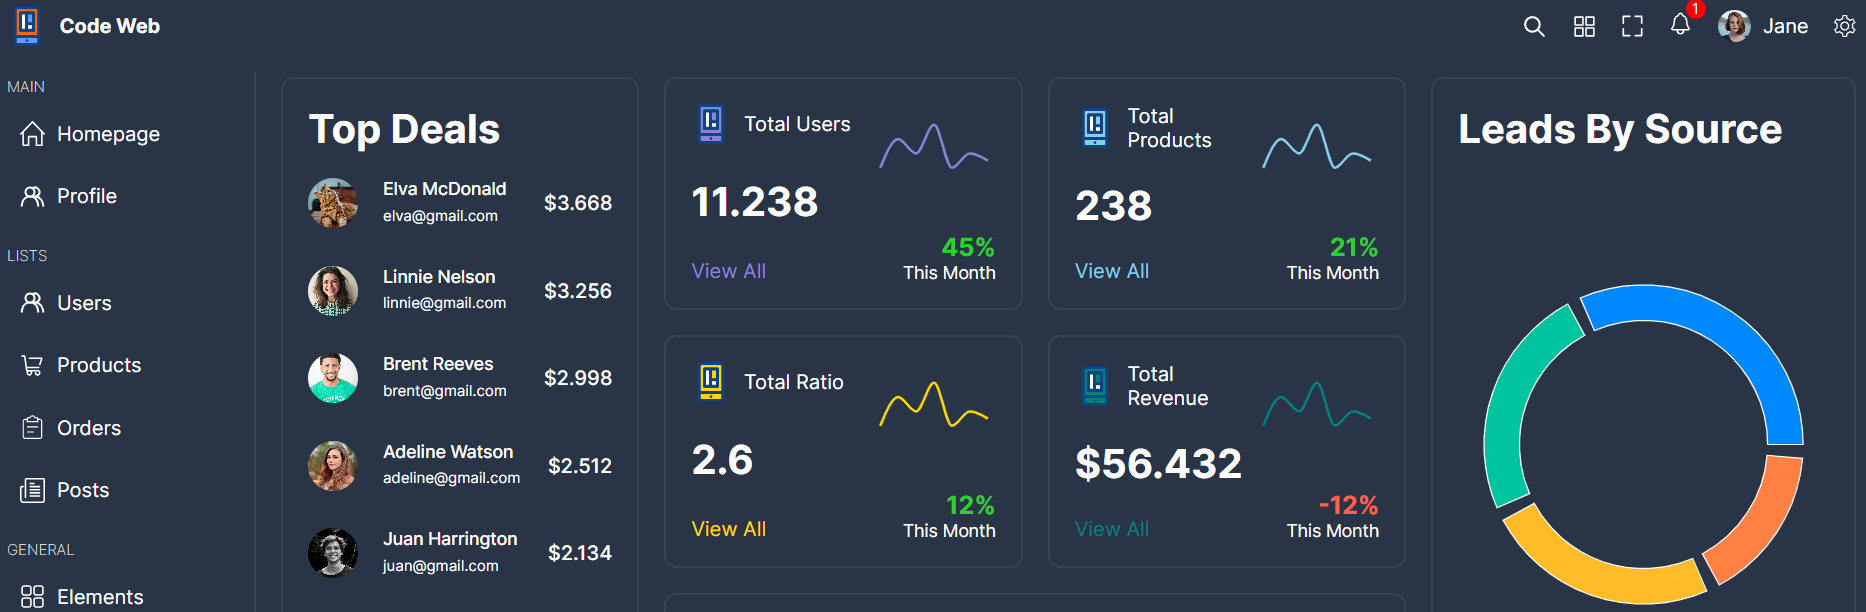 Code Web
1
Jane
MAIN
Homepage
Profile
LISTS
Users
Products
Orders
Posts
GENERAL
Elements
Top Deals
Elva McDonald
elva@gmail.com
$3.668
Linnie Nelson
linnie@gmail.com
$3.256
Brent Reeves
brent@gmail.com
$2.998
Adeline Watson
adeline@gmail.com
$2.512
Juan Harrington
juan@gmail.com
$2.134
Total Users
11.238
View All
45%
This Month
Total
Products
238
View All
21%
This Month
Total Ratio
2.6
View All
12%
This Month
Total
Revenue
$56.432
View All
-12%
This Month
Leads By Source